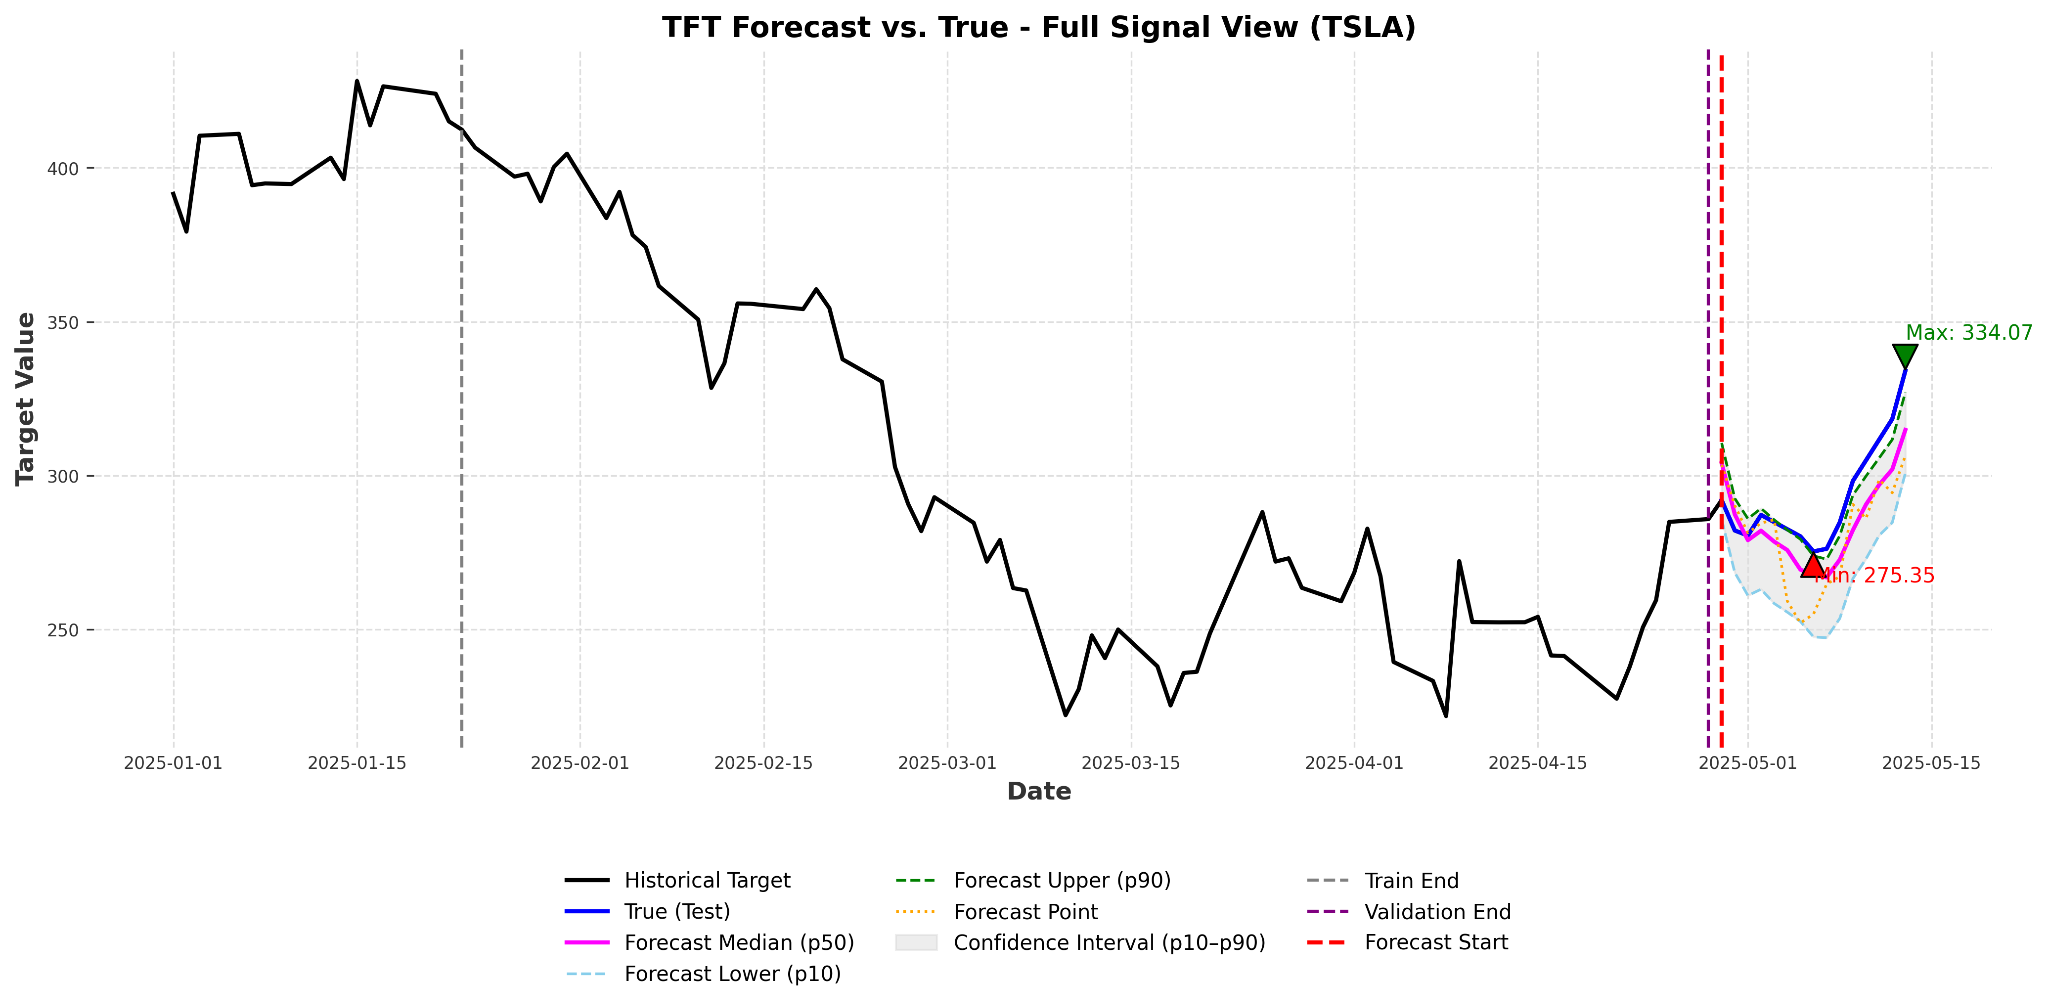 TFT Forecast vs. True - Full Signal View (TSLA)
Target Value
400
350
300
250
Max: 334.07
Min: 275.35
2025-01-01
2025-01-15
2025-02-01
2025-02-15
2025-03-01
2025-03-15
2025-04-01
2025-04-15
2025-05-01
2025-05-15
Date
Historical Target
True (Test)
Forecast Median (p50)
Forecast Lower (p10)
Forecast Upper (p90)
Forecast Point
Confidence Interval (p10–p90)
Train End
Validation End
Forecast Start